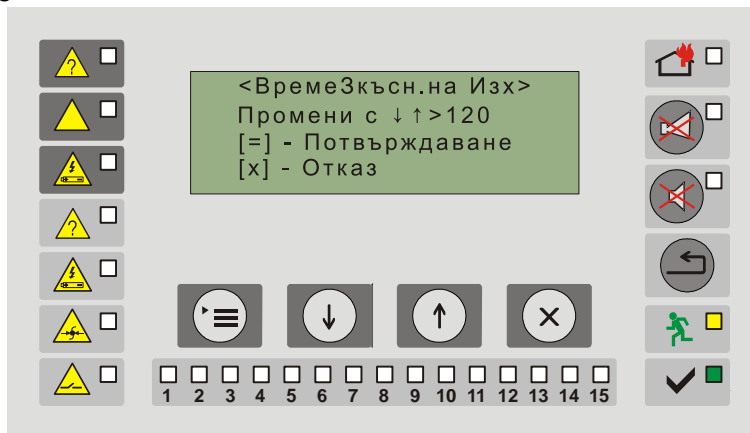 <ВремеЗкъсн.на Изх>
Промени с ↓↑>120
[=] - Потвърждаване
[x] - Отказ
1 2 3 4 5 6 7 8 9 10 11 12 13 14 15